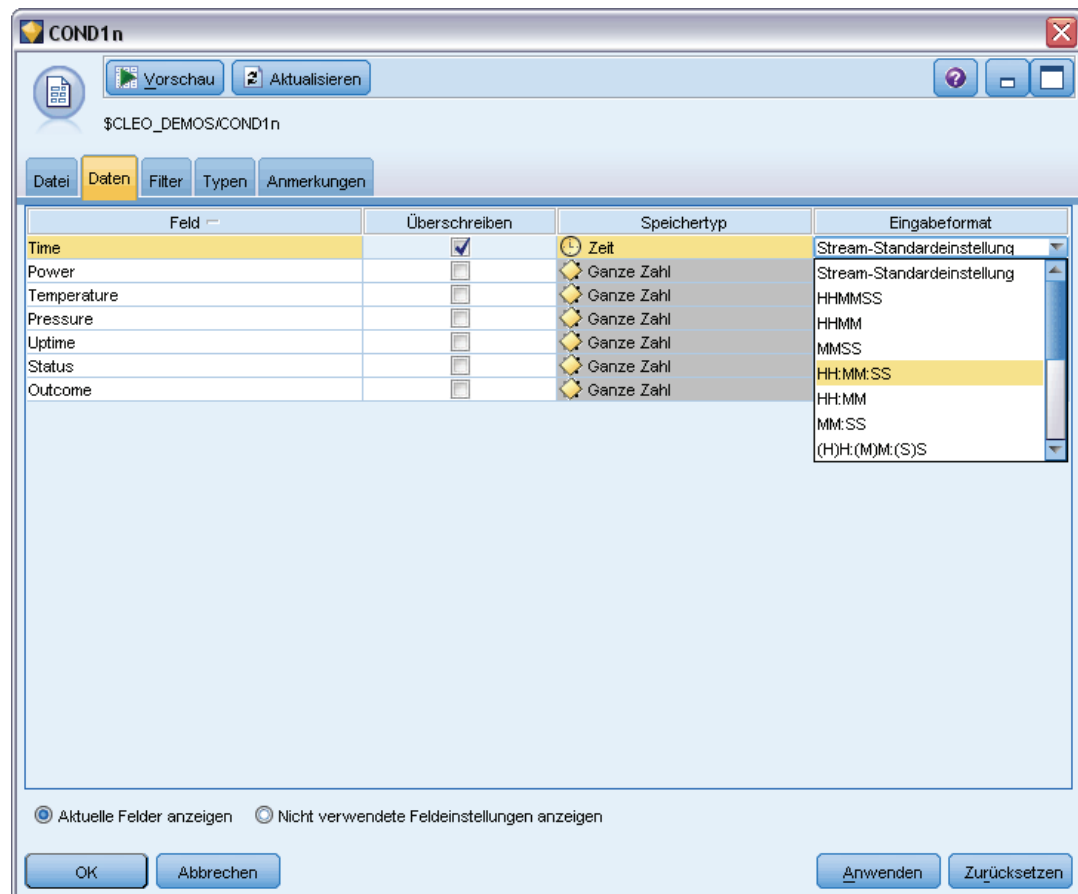 COND1n
Vorschau Aktualisieren
$CLEO_DEMOS/COND1n
Datei Daten Filter Typen Anmerkungen
Feld Überschreiben Speichertyp Eingabeformat
Time Zeit Stream-Standardeinstellung
Power Ganze Zahl Stream-Standardeinstellung
Temperature Ganze Zahl HHMMSS
Pressure Ganze Zahl HHMM
Uptime Ganze Zahl MMSS
Status Ganze Zahl HH:MM:SS
Outcome Ganze Zahl HH:MM
MM:SS
(H)H:(M)M:(S)S
Aktuelle Felder anzeigen Nicht verwendete Feldeinstellungen anzeigen
OK Abbrechen Anwenden Zurücksetzen